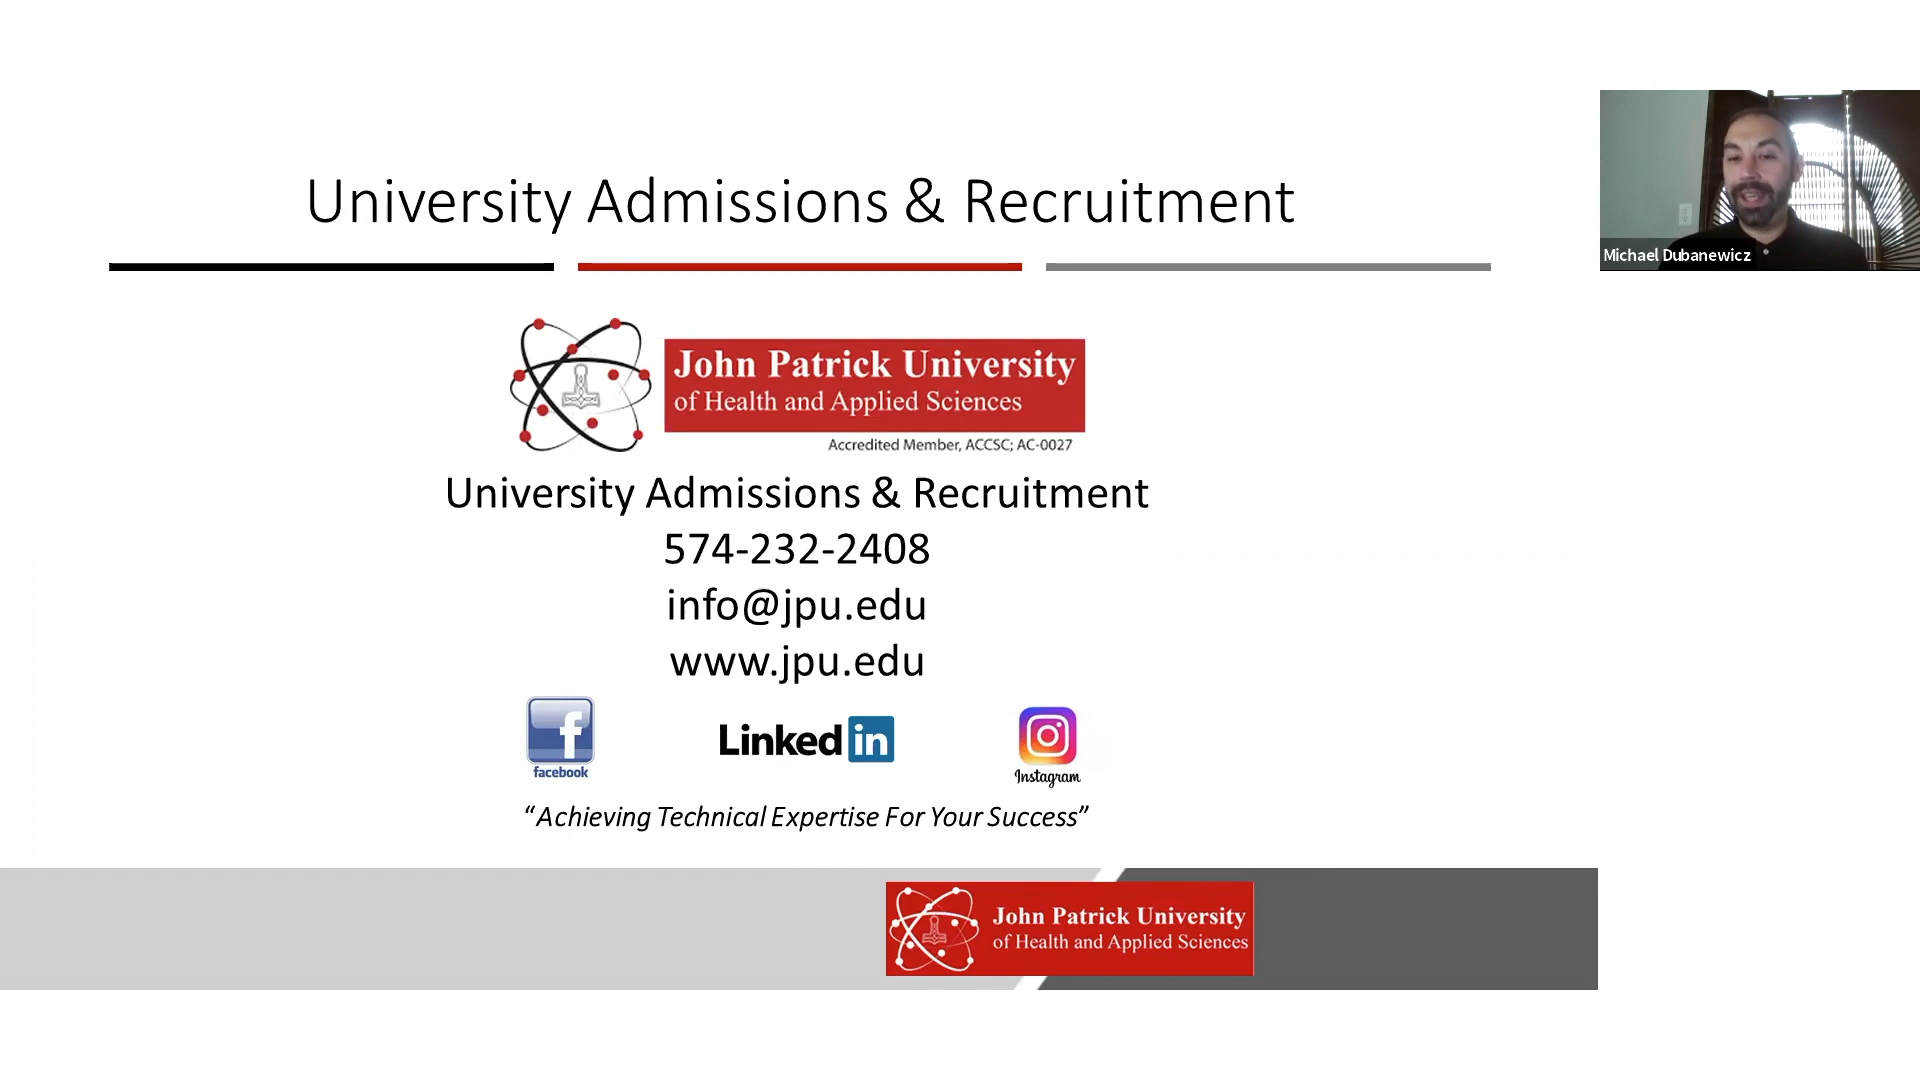 University Admissions & Recruitment
Michael Dubanewicz
John Patrick University
of Health and Applied Sciences
Accredited Member, ACCSC; AC-0027
University Admissions & Recruitment
574-232-2408
info@jpu.edu
www.jpu.edu
f
facebook
Linked in
Instagram
“Achieving Technical Expertise For Your Success”
John Patrick University
of Health and Applied Sciences